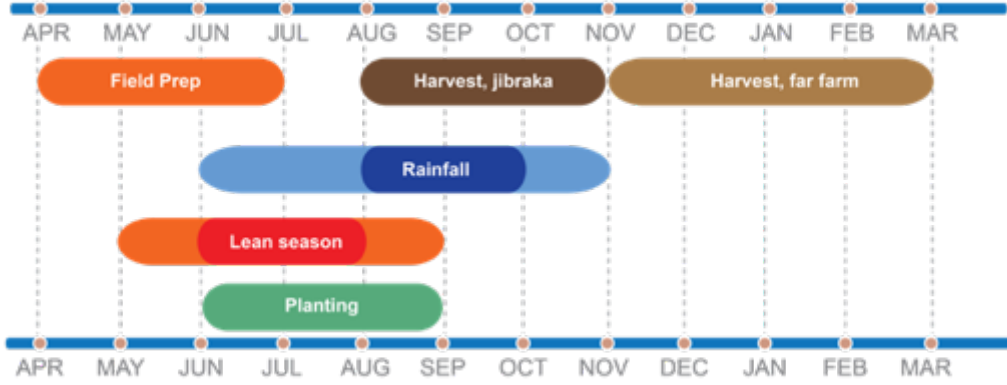 APR MAY JUN JUL AUG SEP OCT NOV DEC JAN FEB MAR
Field Prep Harvest, jibraka Harvest, far farm
Rainfall
Lean season
Planting
APR MAY JUN JUL AUG SEP OCT NOV DEC JAN FEB MAR